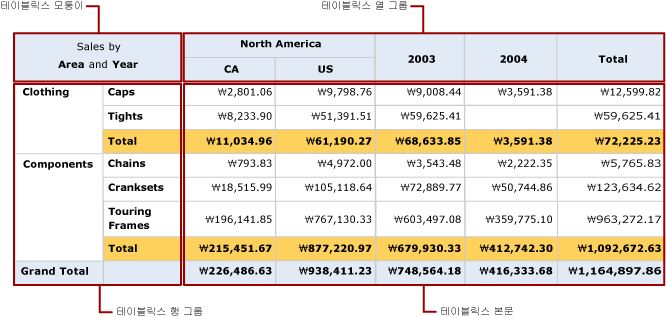 테이블릭스 모퉁이 테이블릭스 열 그룹
Sales by Area and Year North America 2003 2004 Total
CA US
Clothing Caps ₩2,801.06 ₩9,798.76 ₩9,008.44 ₩3,591.38 ₩12,599.82
Tights ₩8,233.90 ₩51,391.51 ₩59,625.41 ₩59,625.41
Total ₩11,034.96 ₩61,190.27 ₩68,633.85 ₩3,591.38 ₩72,225.23
Components Chains ₩793.83 ₩4,972.00 ₩3,543.48 ₩2,222.35 ₩5,765.83
Cranksets ₩18,515.99 ₩105,118.64 ₩72,889.77 ₩50,744.86 ₩123,634.62
Touring Frames ₩196,141.85 ₩767,130.33 ₩603,497.08 ₩359,775.10 ₩963,272.17
Total ₩215,451.67 ₩877,220.97 ₩679,930.33 ₩412,742.30 ₩1,092,672.63
Grand Total ₩226,486.63 ₩938,411.23 ₩748,564.18 ₩416,333.68 ₩1,164,897.86
테이블릭스 행 그룹 테이블릭스 본문